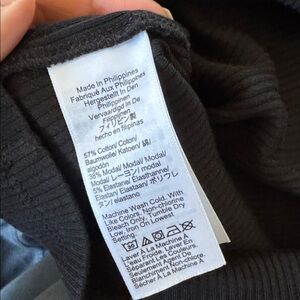 Made In Philippines
Fabriqué Aux Philippines
Hergestellt In Den
Philippinen
Vervaardigd In De
Filippijnen
フィリピン製
hecho en filipinas
57% Cotton/ Coton/
Baumwolle/ Katoen/ 綿/
algodón
38% Modal/ Modal/ Modal/
Modal/ レーヨン/ modal
5% Elastane/ Elasthanne/
Elastan/ Elastaan/ ポリウレ
タン/ elastano
Machine Wash Cold. With
Like Colors. Non-chlorine
Bleach Only. Tumble Dry
Low. Iron On Lowest
Setting.
Laver À La Machine À
L'eau Froide. Laver En
Séparant Les Couleurs.
Seulement Agent De
Blanchiment Non-chlore.
Sécher À La Machine À